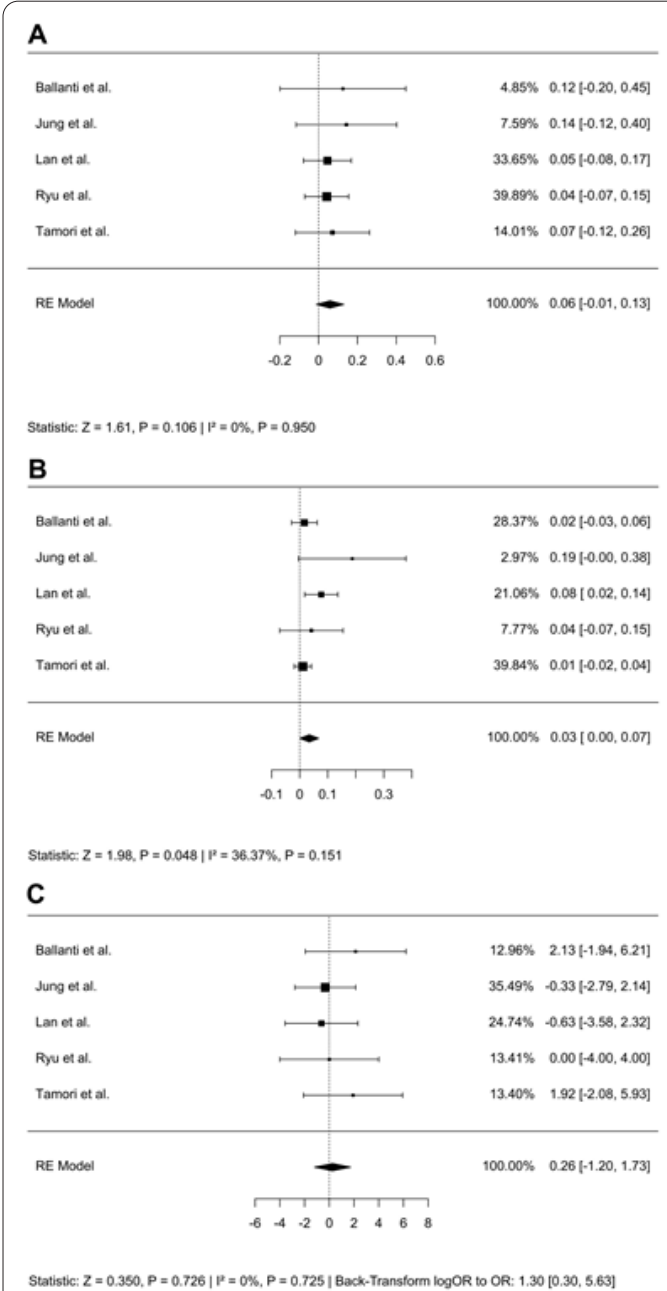 A
Ballanti et al. 4.85% 0.12 [-0.20, 0.45]
Jung et al. 7.59% 0.14 [-0.12, 0.40]
Lan et al. 33.65% 0.05 [-0.08, 0.17]
Ryu et al. 39.89% 0.04 [-0.07, 0.15]
Tamori et al. 14.01% 0.07 [-0.12, 0.26]
RE Model 100.00% 0.06 [-0.01, 0.13]
-0.2 0 0.2 0.4 0.6
Statistic: Z = 1.61, P = 0.106 | I² = 0%, P = 0.950
B
Ballanti et al. 28.37% 0.02 [-0.03, 0.06]
Jung et al. 2.97% 0.19 [-0.00, 0.38]
Lan et al. 21.06% 0.08 [ 0.02, 0.14]
Ryu et al. 7.77% 0.04 [-0.07, 0.15]
Tamori et al. 39.84% 0.01 [-0.02, 0.04]
RE Model 100.00% 0.03 [ 0.00, 0.07]
-0.1 0 0.1 0.3
Statistic: Z = 1.98, P = 0.048 | I² = 36.37%, P = 0.151
C
Ballanti et al. 12.96% 2.13 [-1.94, 6.21]
Jung et al. 35.49% -0.33 [-2.79, 2.14]
Lan et al. 24.74% -0.63 [-3.58, 2.32]
Ryu et al. 13.41% 0.00 [-4.00, 4.00]
Tamori et al. 13.40% 1.92 [-2.08, 5.93]
RE Model 100.00% 0.26 [-1.20, 1.73]
-6 -4 -2 0 2 4 6 8
Statistic: Z = 0.350, P = 0.726 | I² = 0%, P = 0.725 | Back-Transform logOR to OR: 1.30 [0.30, 5.63]